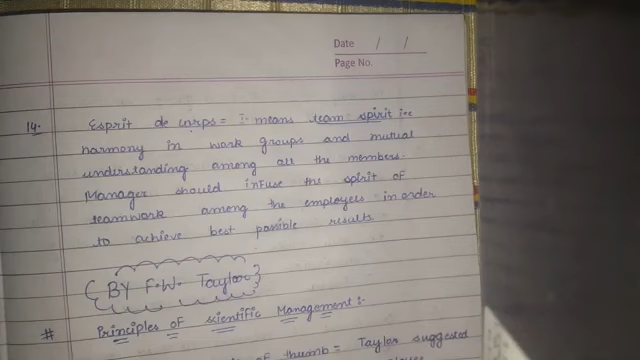 Date / /
Page No.
14. Esprit de corps = i- means team spirit i.e
harmony in work groups and mutual
understanding among all the members.
Manager should infuse the spirit of
teamwork among the employees in order
to achieve best possible results
{ BY F.W. Taylor }
# Principles of scientific Management :-
of thumb = Taylor suggested